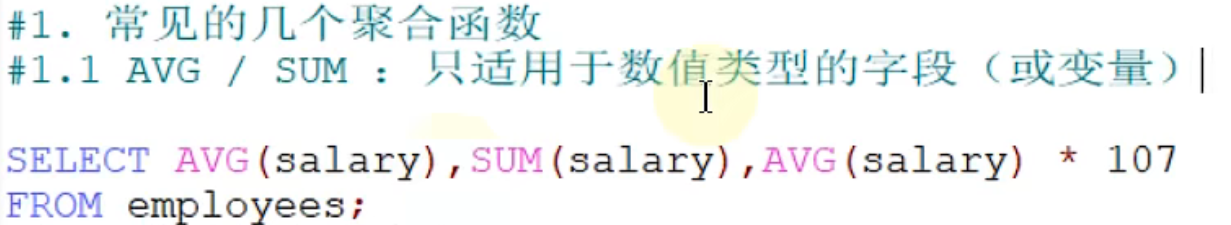 #1. 常见的几个聚合函数
#1.1 AVG / SUM : 只适用于数值类型的字段（或变量）
SELECT AVG(salary),SUM(salary),AVG(salary) * 107
FROM employees;